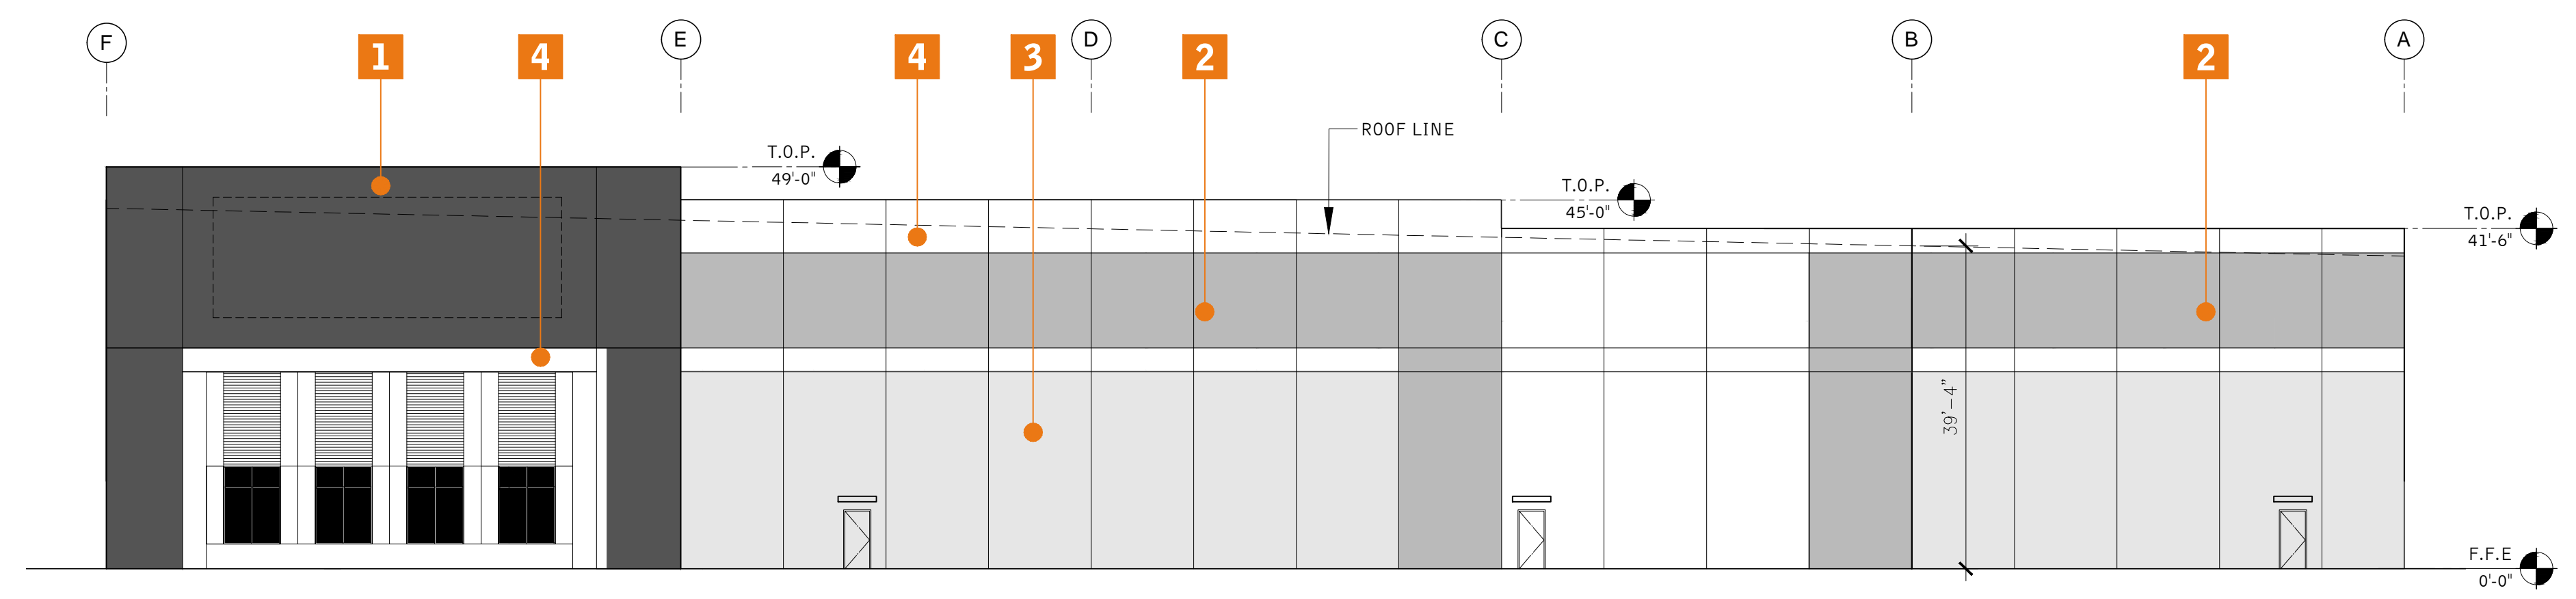 F
1
4
E
4
3
D
2
C
B
2
A
ROOF LINE
T.O.P.
49'-0"
T.O.P.
45'-0"
T.O.P.
41'-6"
39'-4"
F.F.E
0'-0"